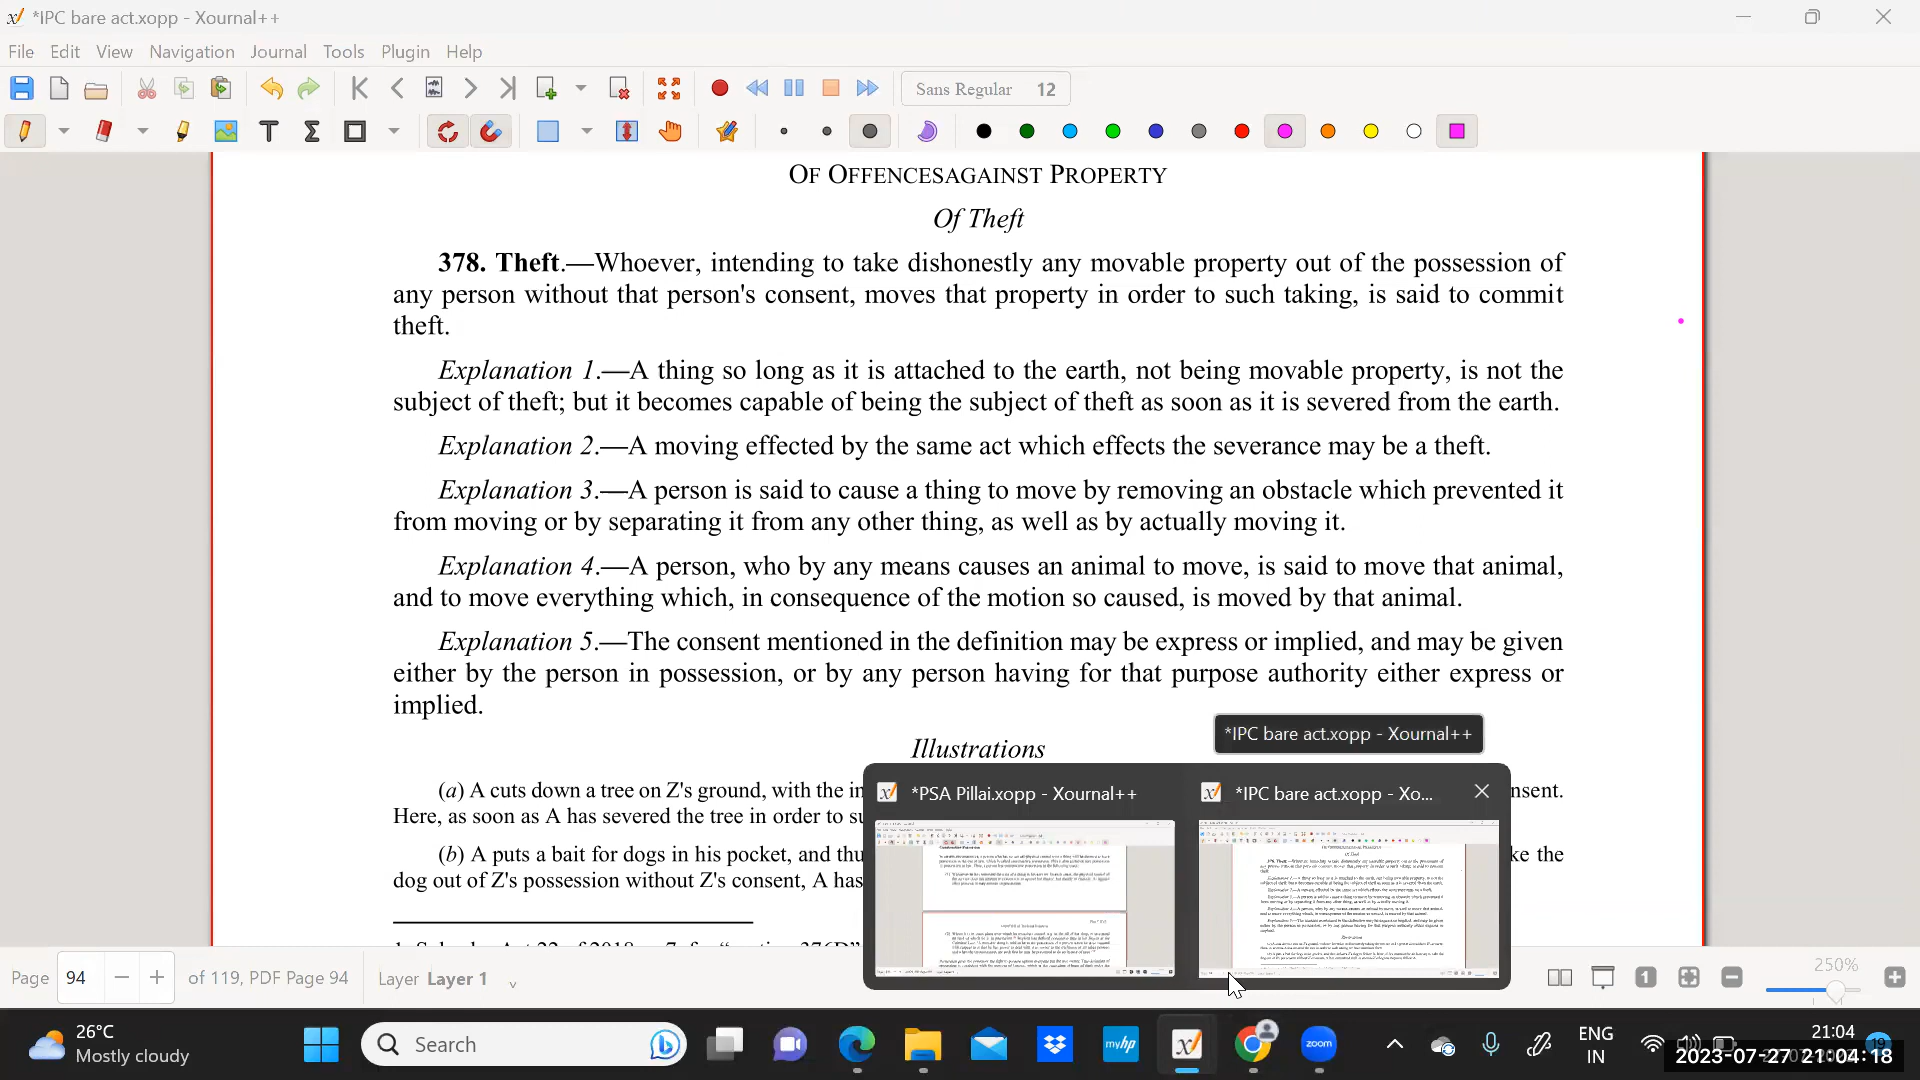 *IPC bare act.xopp - Xournal++
File Edit View Navigation Journal Tools Plugin Help
Sans Regular 12
OF OFFENCESAGAINST PROPERTY
Of Theft
378. Theft.—Whoever, intending to take dishonestly any movable property out of the possession of
any person without that person's consent, moves that property in order to such taking, is said to commit
theft.
Explanation 1.—A thing so long as it is attached to the earth, not being movable property, is not the
subject of theft; but it becomes capable of being the subject of theft as soon as it is severed from the earth.
Explanation 2.—A moving effected by the same act which effects the severance may be a theft.
Explanation 3.—A person is said to cause a thing to move by removing an obstacle which prevented it
from moving or by separating it from any other thing, as well as by actually moving it.
Explanation 4.—A person, who by any means causes an animal to move, is said to move that animal,
and to move everything which, in consequence of the motion so caused, is moved by that animal.
Explanation 5.—The consent mentioned in the definition may be express or implied, and may be given
either by the person in possession, or by any person having for that purpose authority either express or
implied.
*IPC bare act.xopp - Xournal++
Illustrations
(a) A cuts down a tree on Z's ground, with the in nsent.
Here, as soon as A has severed the tree in order to su
(b) A puts a bait for dogs in his pocket, and thu ke the
dog out of Z's possession without Z's consent, A has
*PSA Pillai.xopp - Xournal++ *IPC bare act.xopp - Xo...
Page 94 of 119, PDF Page 94 Layer Layer 1
250%
26°C
Mostly cloudy
Search
myhp
zoom
ENG
IN
21:04
19
2023-07-27 21:04:18